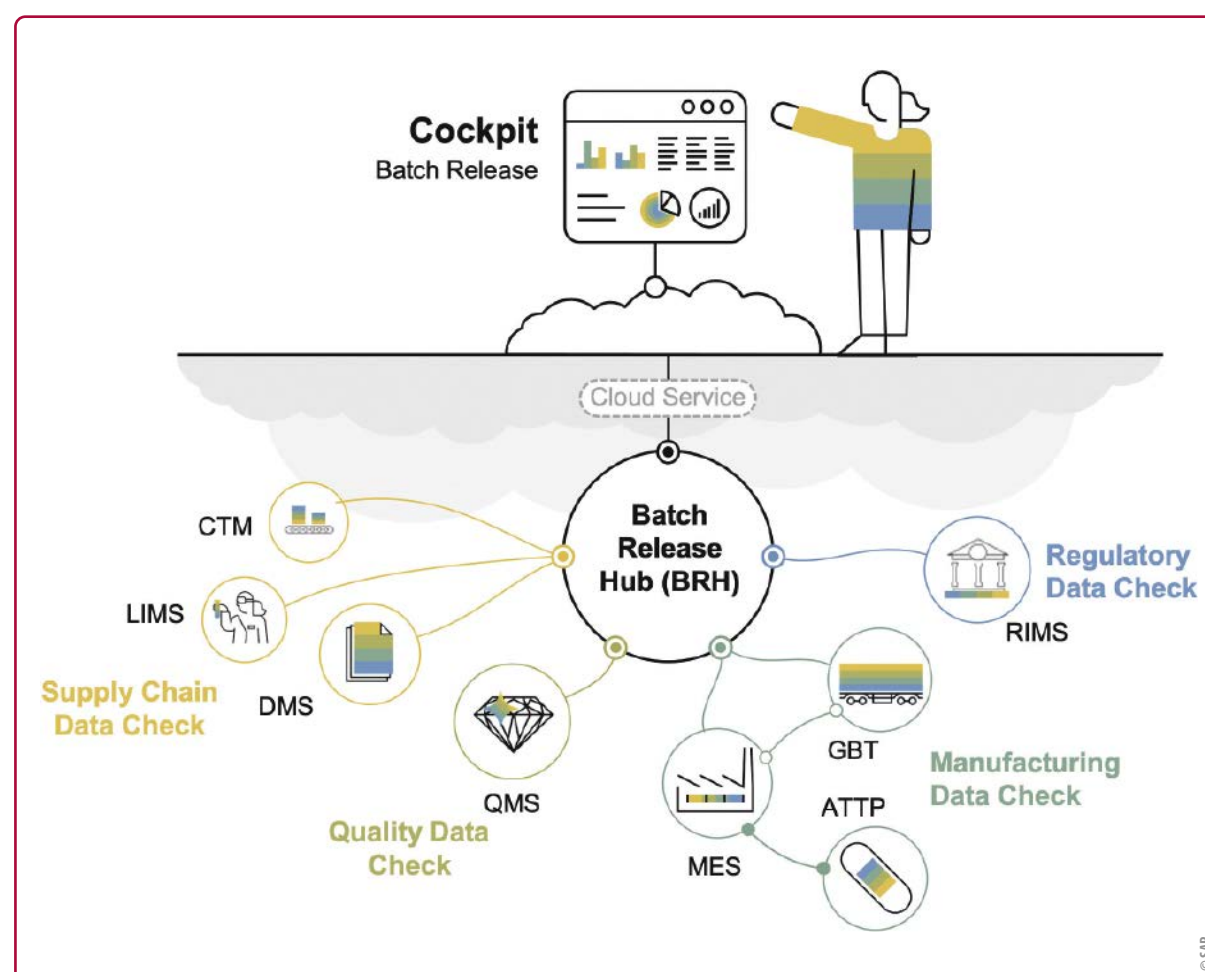 Cockpit
Batch Release
Cloud Service
Batch
Release
Hub (BRH)
CTM
LIMS
DMS
Supply Chain
Data Check
QMS
Quality Data
Check
MES
GBT
ATTP
Manufacturing
Data Check
RIMS
Regulatory
Data Check
© SAP